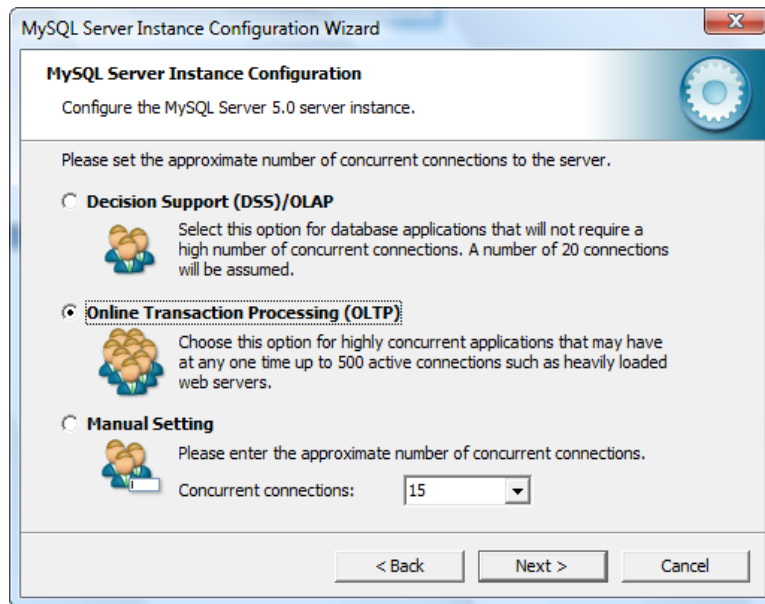 MySQL Server Instance Configuration Wizard
MySQL Server Instance Configuration
Configure the MySQL Server 5.0 server instance.
Please set the approximate number of concurrent connections to the server.
Decision Support (DSS)/OLAP
Select this option for database applications that will not require a
high number of concurrent connections. A number of 20 connections
will be assumed.
Online Transaction Processing (OLTP)
Choose this option for highly concurrent applications that may have
at any one time up to 500 active connections such as heavily loaded
web servers.
Manual Setting
Please enter the approximate number of concurrent connections.
Concurrent connections: 15
< Back Next > Cancel